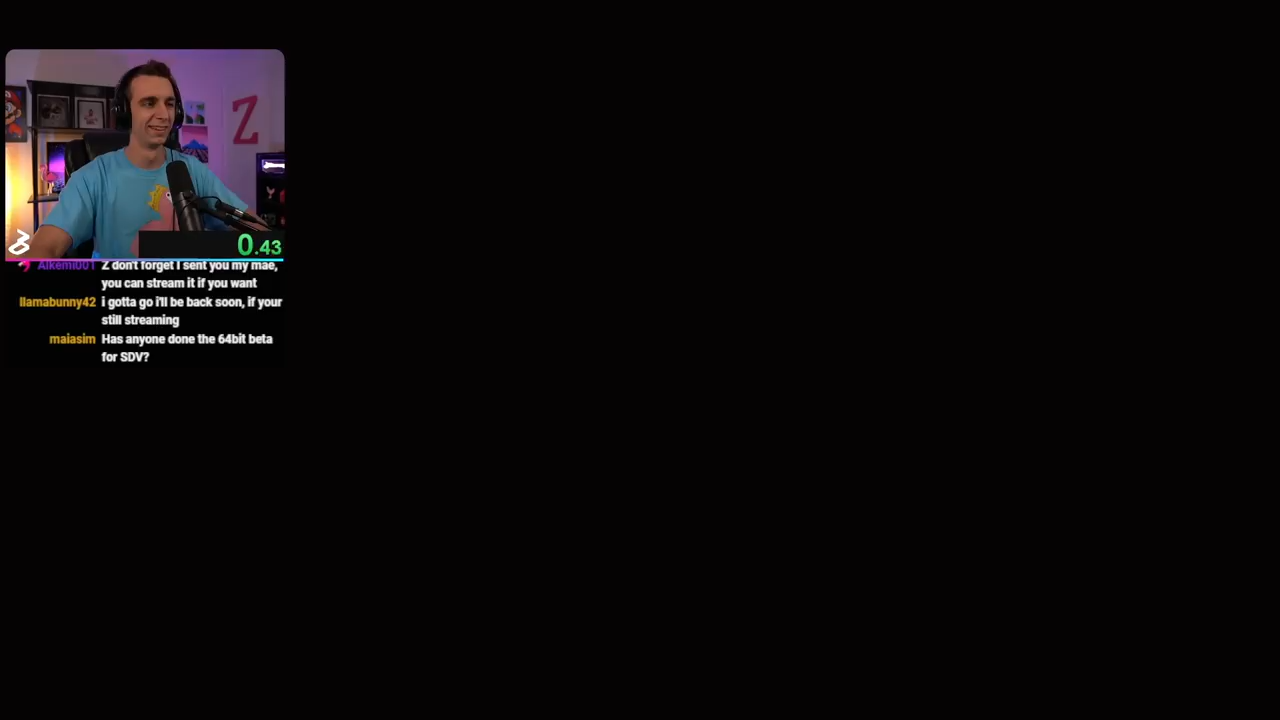 Z
0.43
Alkemi001 Z don't forget I sent you my mae,
you can stream it if you want
llamabunny42 i gotta go i'll be back soon, if your
still streaming
maiasim Has anyone done the 64bit beta
for SDV?